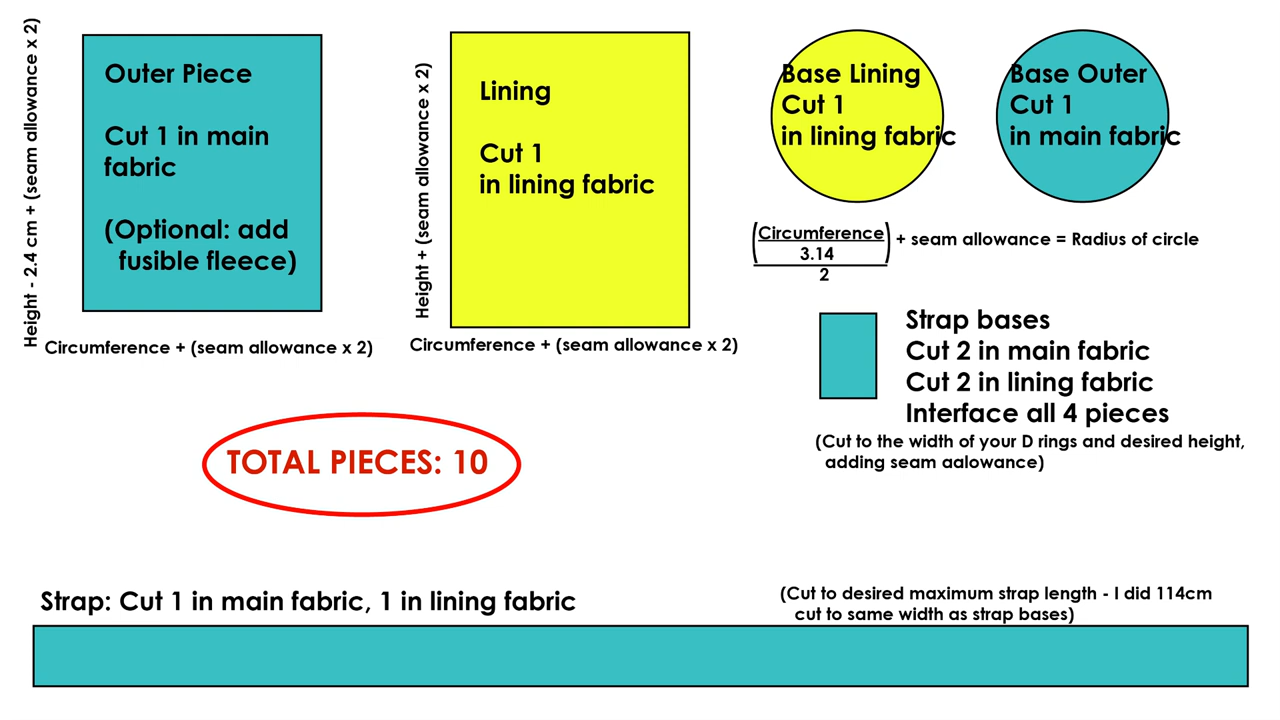 Height - 2.4 cm + (seam allowance x 2)
Outer Piece
Cut 1 in main
fabric
(Optional: add
fusible fleece)
Circumference + (seam allowance x 2)
Height + (seam allowance x 2)
Lining
Cut 1
in lining fabric
Circumference + (seam allowance x 2)
Base Lining
Cut 1
in lining fabric
Base Outer
Cut 1
in main fabric
(Circumference)
3.14
2
+ seam allowance = Radius of circle
Strap bases
Cut 2 in main fabric
Cut 2 in lining fabric
Interface all 4 pieces
(Cut to the width of your D rings and desired height,
adding seam aalowance)
TOTAL PIECES: 10
Strap: Cut 1 in main fabric, 1 in lining fabric
(Cut to desired maximum strap length - I did 114cm
cut to same width as strap bases)